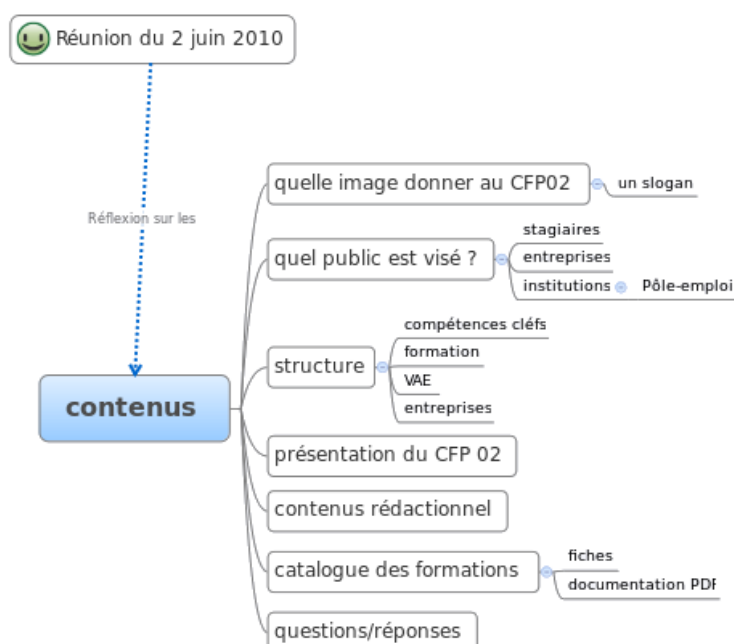 Réunion du 2 juin 2010
Réflexion sur les
contenus
quelle image donner au CFP02
un slogan
quel public est visé ?
stagiaires
entreprises
institutions
Pôle-emploi
structure
compétences cléfs
formation
VAE
entreprises
présentation du CFP 02
contenus rédactionnel
catalogue des formations
fiches
documentation PDF
questions/réponses